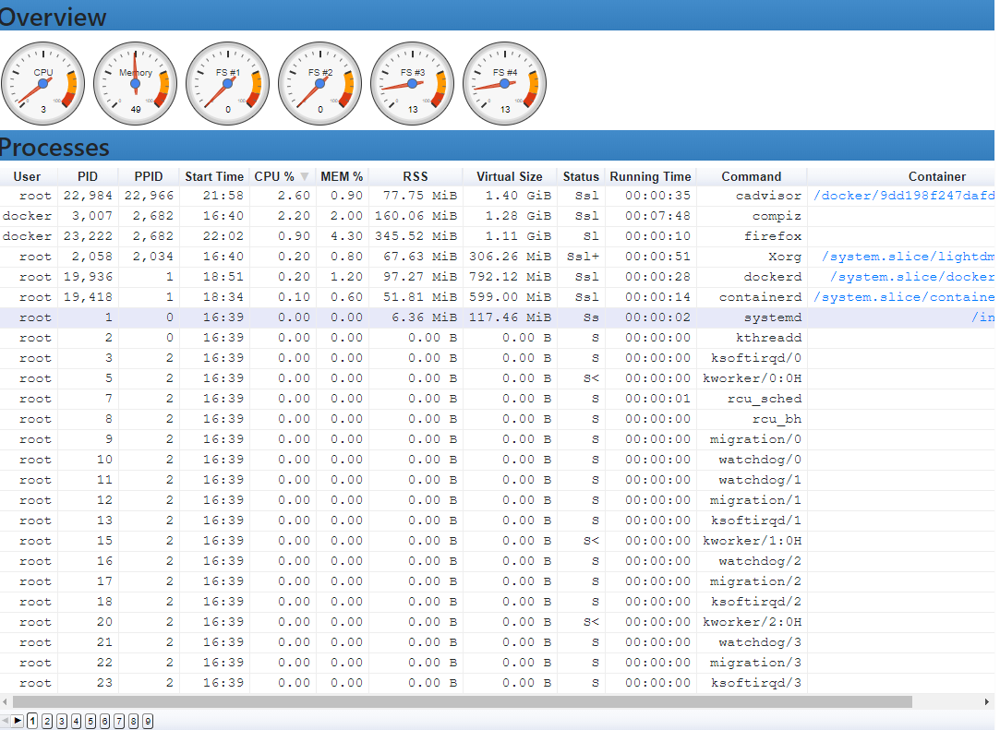 Overview
CPU Memory FS #1 FS #2 FS #3 FS #4
0 100 0 100 0 100 0 100 0 100 0 100
3 49 0 0 13 13
Processes
User PID PPID Start Time CPU % MEM % RSS Virtual Size Status Running Time Command Container
root 22,984 22,966 21:58 2.60 0.90 77.75 MiB 1.40 GiB Ssl 00:00:35 cadvisor /docker/9dd198f247dafd
docker 3,007 2,682 16:40 2.20 2.00 160.06 MiB 1.28 GiB Ssl 00:07:48 compiz
docker 23,222 2,682 22:02 0.90 4.30 345.52 MiB 1.11 GiB Sl 00:00:10 firefox
root 2,058 2,034 16:40 0.20 0.80 67.63 MiB 306.26 MiB Ssl+ 00:00:51 Xorg /system.slice/lightdm
root 19,936 1 18:51 0.20 1.20 97.27 MiB 792.12 MiB Ssl 00:00:28 dockerd /system.slice/docker
root 19,418 1 18:34 0.10 0.60 51.81 MiB 599.00 MiB Ssl 00:00:14 containerd /system.slice/containe
root 1 0 16:39 0.00 0.00 6.36 MiB 117.46 MiB Ss 00:00:02 systemd /in
root 2 0 16:39 0.00 0.00 0.00 B 0.00 B S 00:00:00 kthreadd
root 3 2 16:39 0.00 0.00 0.00 B 0.00 B S 00:00:00 ksoftirqd/0
root 5 2 16:39 0.00 0.00 0.00 B 0.00 B S< 00:00:00 kworker/0:0H
root 7 2 16:39 0.00 0.00 0.00 B 0.00 B S 00:00:01 rcu_sched
root 8 2 16:39 0.00 0.00 0.00 B 0.00 B S 00:00:00 rcu_bh
root 9 2 16:39 0.00 0.00 0.00 B 0.00 B S 00:00:00 migration/0
root 10 2 16:39 0.00 0.00 0.00 B 0.00 B S 00:00:00 watchdog/0
root 11 2 16:39 0.00 0.00 0.00 B 0.00 B S 00:00:00 watchdog/1
root 12 2 16:39 0.00 0.00 0.00 B 0.00 B S 00:00:00 migration/1
root 13 2 16:39 0.00 0.00 0.00 B 0.00 B S 00:00:00 ksoftirqd/1
root 15 2 16:39 0.00 0.00 0.00 B 0.00 B S< 00:00:00 kworker/1:0H
root 16 2 16:39 0.00 0.00 0.00 B 0.00 B S 00:00:00 watchdog/2
root 17 2 16:39 0.00 0.00 0.00 B 0.00 B S 00:00:00 migration/2
root 18 2 16:39 0.00 0.00 0.00 B 0.00 B S 00:00:00 ksoftirqd/2
root 20 2 16:39 0.00 0.00 0.00 B 0.00 B S< 00:00:00 kworker/2:0H
root 21 2 16:39 0.00 0.00 0.00 B 0.00 B S 00:00:00 watchdog/3
root 22 2 16:39 0.00 0.00 0.00 B 0.00 B S 00:00:00 migration/3
root 23 2 16:39 0.00 0.00 0.00 B 0.00 B S 00:00:00 ksoftirqd/3
1 2 3 4 5 6 7 8 9